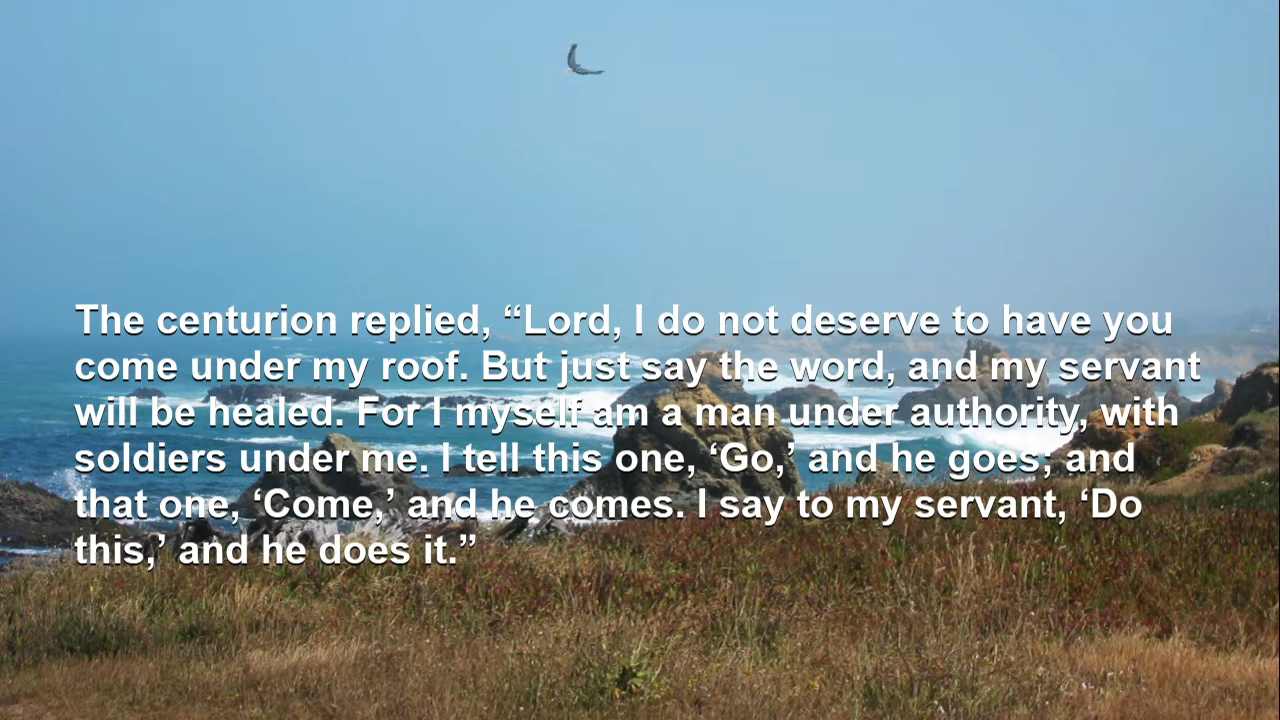 The centurion replied, “Lord, I do not deserve to have you
come under my roof. But just say the word, and my servant
will be healed. For I myself am a man under authority, with
soldiers under me. I tell this one, ‘Go,’ and he goes; and
that one, ‘Come,’ and he comes. I say to my servant, ‘Do
this,’ and he does it.”